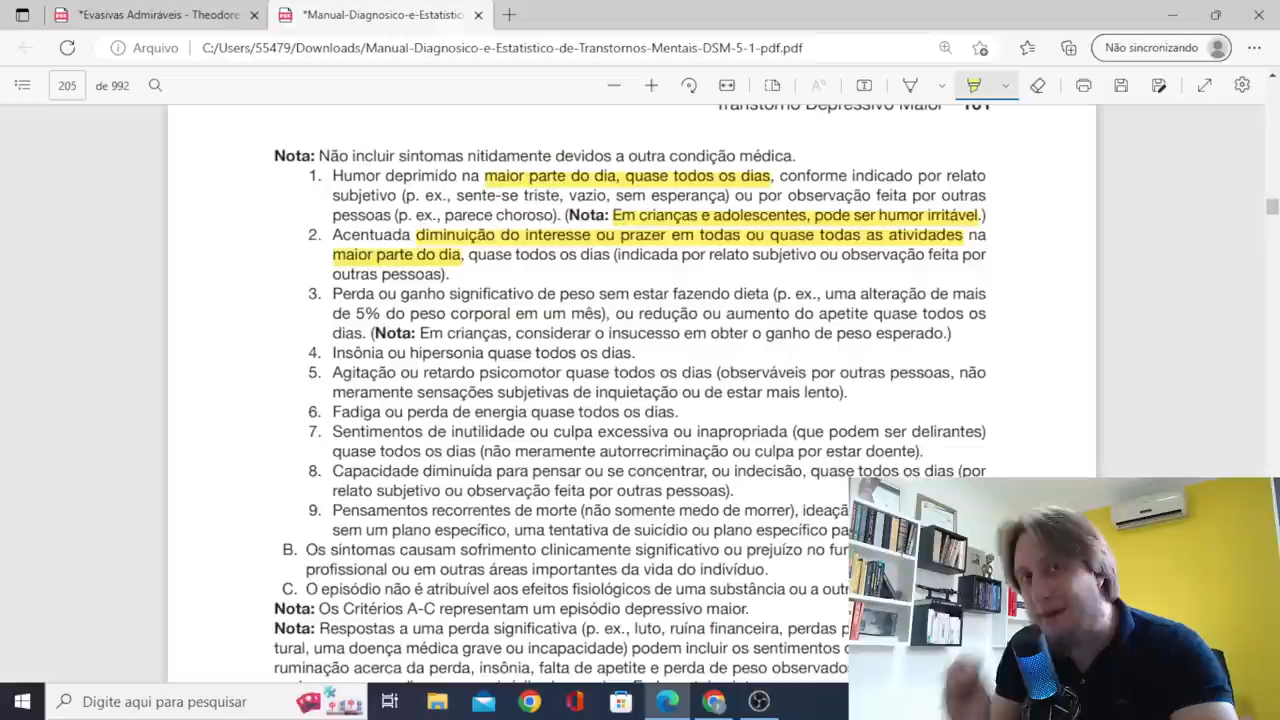 *Evasivas Admiráveis - Theodore
*Manual-Diagnosico-e-Estatistico
Arquivo
C:/Users/55479/Downloads/Manual-Diagnosico-e-Estatistico-de-Transtornos-Mentais-DSM-5-1-pdf.pdf
Não sincronizando
205 de 992
Transtorno Depressivo Maior
Nota: Não incluir sintomas nitidamente devidos a outra condição médica.
1. Humor deprimido na maior parte do dia, quase todos os dias, conforme indicado por relato
subjetivo (p. ex., sente-se triste, vazio, sem esperança) ou por observação feita por outras
pessoas (p. ex., parece choroso). (Nota: Em crianças e adolescentes, pode ser humor irritável.)
2. Acentuada diminuição do interesse ou prazer em todas ou quase todas as atividades na
maior parte do dia, quase todos os dias (indicada por relato subjetivo ou observação feita por
outras pessoas).
3. Perda ou ganho significativo de peso sem estar fazendo dieta (p. ex., uma alteração de mais
de 5% do peso corporal em um mês), ou redução ou aumento do apetite quase todos os
dias. (Nota: Em crianças, considerar o insucesso em obter o ganho de peso esperado.)
4. Insônia ou hipersonia quase todos os dias.
5. Agitação ou retardo psicomotor quase todos os dias (observáveis por outras pessoas, não
meramente sensações subjetivas de inquietação ou de estar mais lento).
6. Fadiga ou perda de energia quase todos os dias.
7. Sentimentos de inutilidade ou culpa excessiva ou inapropriada (que podem ser delirantes)
quase todos os dias (não meramente autorrecriminação ou culpa por estar doente).
8. Capacidade diminuída para pensar ou se concentrar, ou indecisão, quase todos os dias (por
relato subjetivo ou observação feita por outras pessoas).
9. Pensamentos recorrentes de morte (não somente medo de morrer), ideaç
sem um plano específico, uma tentativa de suicídio ou plano específico pa
B. Os sintomas causam sofrimento clinicamente significativo ou prejuízo no fu
profissional ou em outras áreas importantes da vida do indivíduo.
C. O episódio não é atribuível aos efeitos fisiológicos de uma substância ou a outr
Nota: Os Critérios A-C representam um episódio depressivo maior.
Nota: Respostas a uma perda significativa (p. ex., luto, ruína financeira, perdas p
tural, uma doença médica grave ou incapacidade) podem incluir os sentimentos
ruminação acerca da perda, insônia, falta de apetite e perda de peso observado
Digite aqui para pesquisar